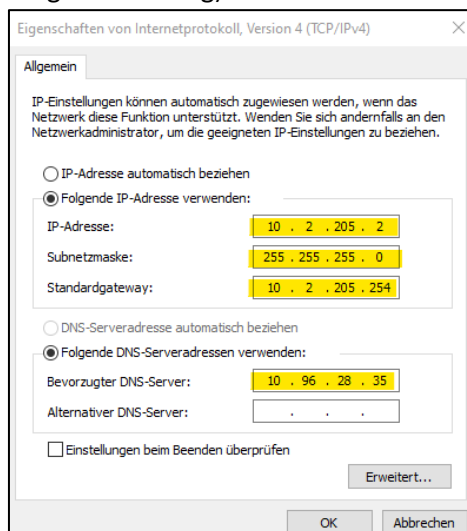 Eigenschaften von Internetprotokoll, Version 4 (TCP/IPv4)
Allgemein
IP-Einstellungen können automatisch zugewiesen werden, wenn das
Netzwerk diese Funktion unterstützt. Wenden Sie sich andernfalls an den
Netzwerkadministrator, um die geeigneten IP-Einstellungen zu beziehen.
IP-Adresse automatisch beziehen
Folgende IP-Adresse verwenden:
IP-Adresse: 10 . 2 . 205 . 2
Subnetzmaske: 255 . 255 . 255 . 0
Standardgateway: 10 . 2 . 205 . 254
DNS-Serveradresse automatisch beziehen
Folgende DNS-Serveradressen verwenden:
Bevorzugter DNS-Server: 10 . 96 . 28 . 35
Alternativer DNS-Server: . . .
Einstellungen beim Beenden überprüfen
Erweitert...
OK Abbrechen